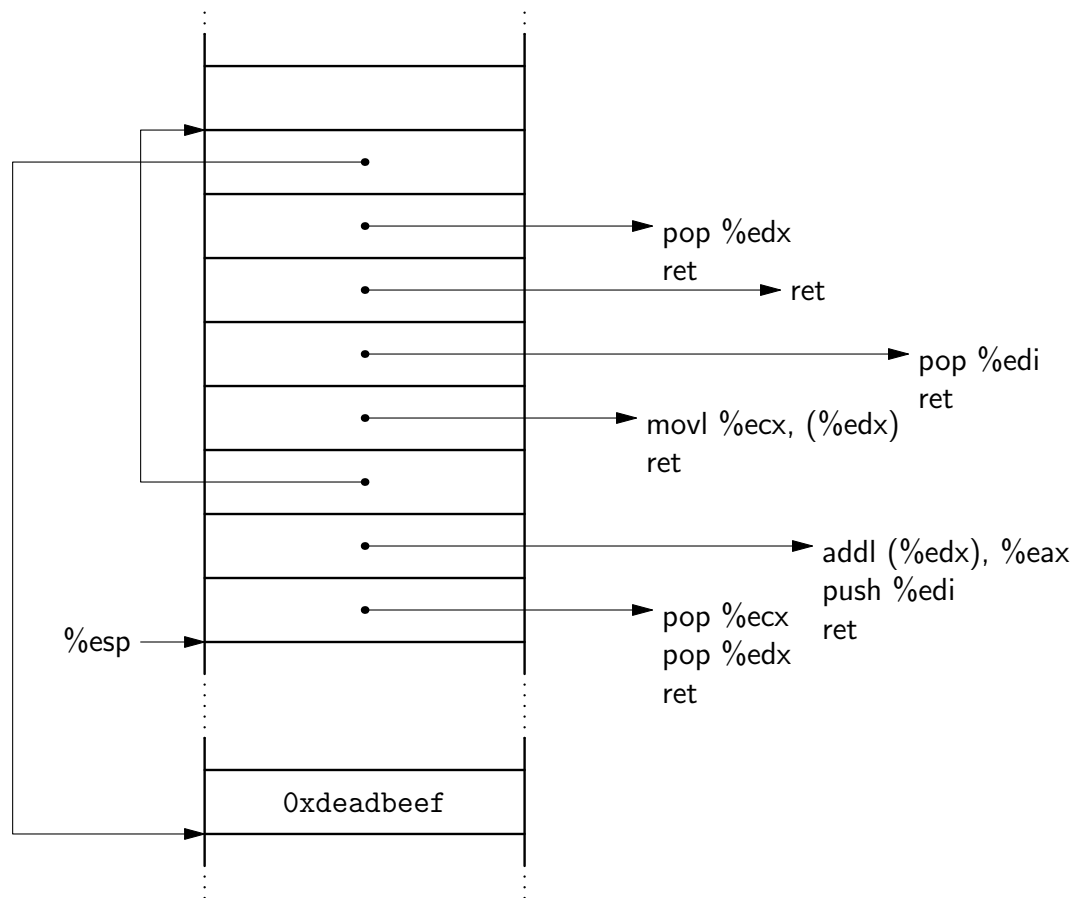 pop %edx
ret
ret
pop %edi
ret
movl %ecx, (%edx)
ret
addl (%edx), %eax
push %edi
ret
pop %ecx
pop %edx
ret
%esp
0xdeadbeef